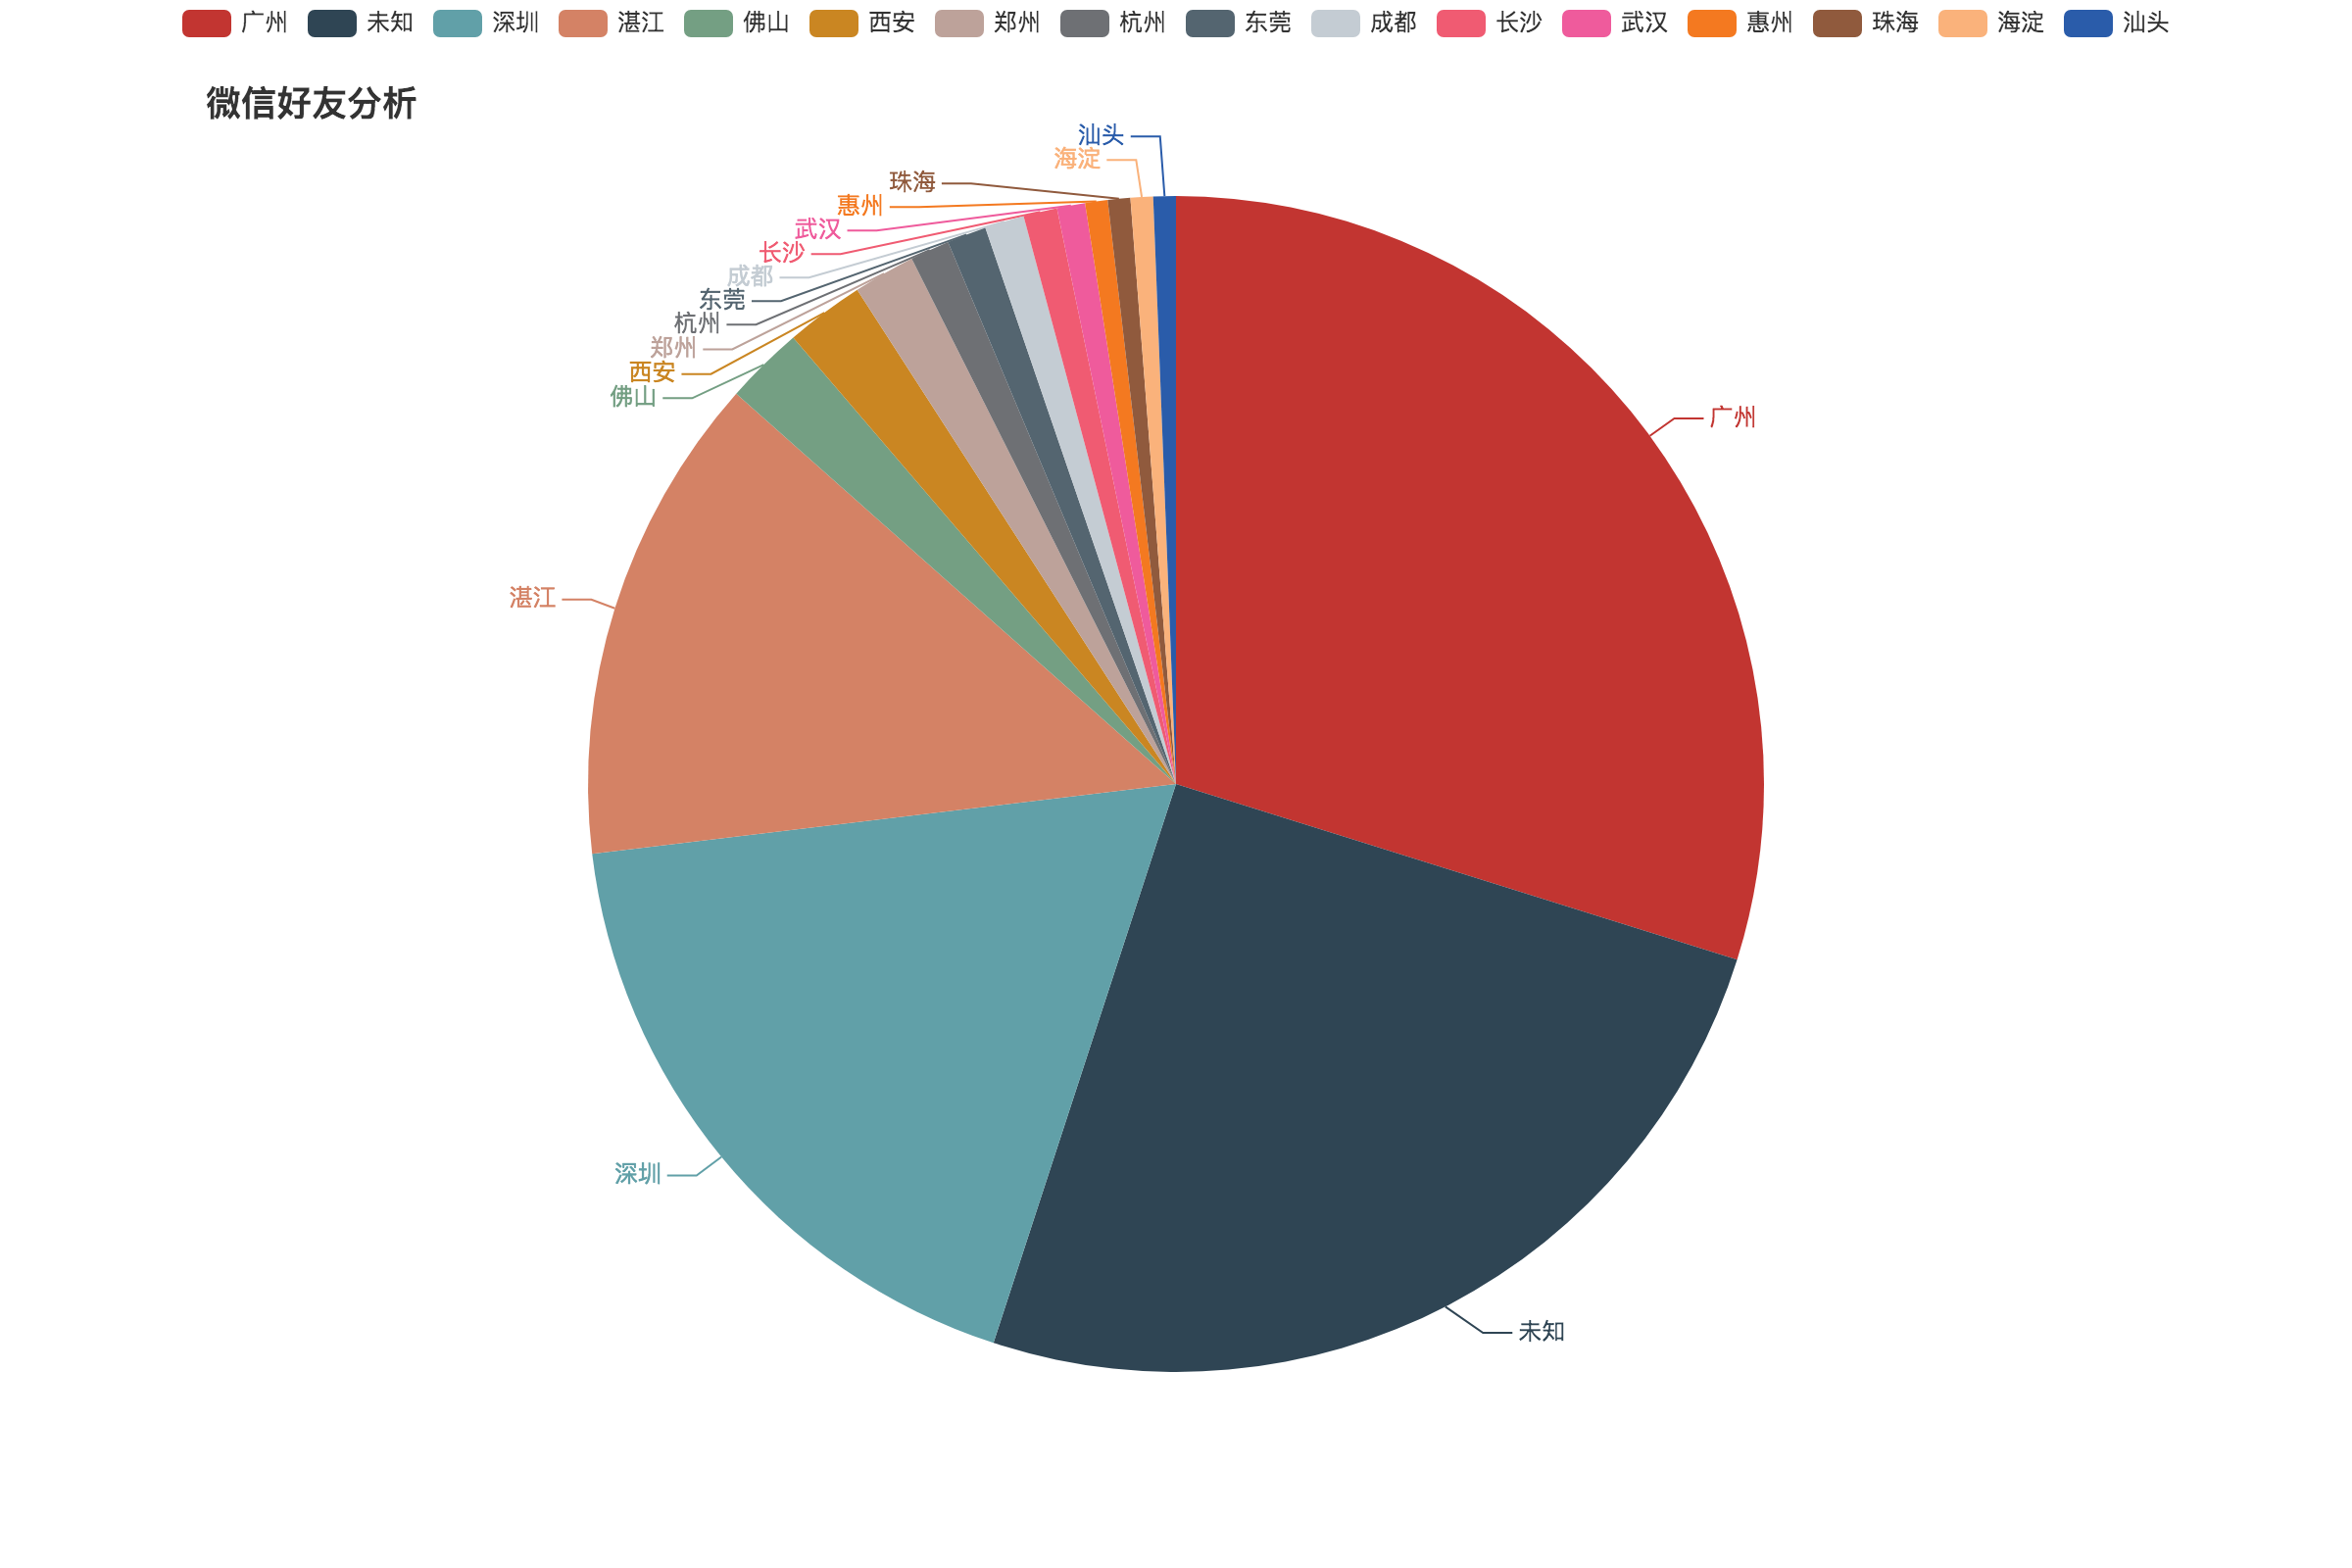 广州 未知 深圳 湛江 佛山 西安 郑州 杭州 东莞 成都 长沙 武汉 惠州 珠海 海淀 汕头
微信好友分析
汕头
海淀
珠海
惠州
武汉
长沙
成都
东莞
杭州
郑州
西安
佛山
广州
湛江
深圳
未知